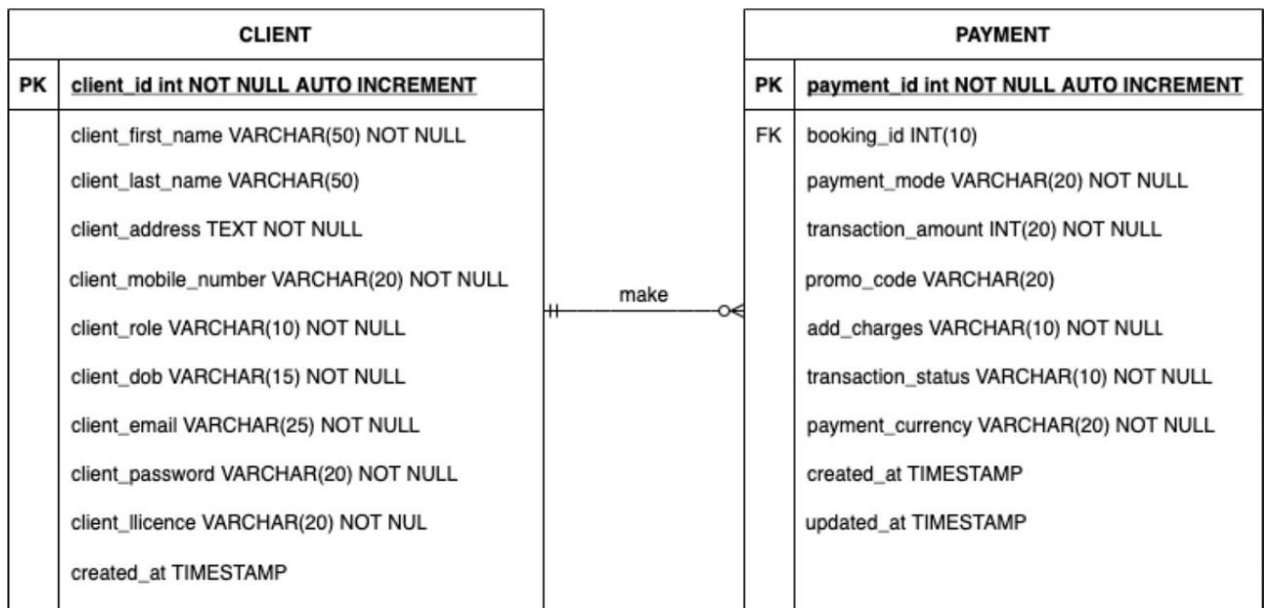 CLIENT
PK client_id int NOT NULL AUTO INCREMENT
client_first_name VARCHAR(50) NOT NULL
client_last_name VARCHAR(50)
client_address TEXT NOT NULL
client_mobile_number VARCHAR(20) NOT NULL
client_role VARCHAR(10) NOT NULL
client_dob VARCHAR(15) NOT NULL
client_email VARCHAR(25) NOT NULL
client_password VARCHAR(20) NOT NULL
client_llicence VARCHAR(20) NOT NUL
created_at TIMESTAMP
make
PAYMENT
PK payment_id int NOT NULL AUTO INCREMENT
FK booking_id INT(10)
payment_mode VARCHAR(20) NOT NULL
transaction_amount INT(20) NOT NULL
promo_code VARCHAR(20)
add_charges VARCHAR(10) NOT NULL
transaction_status VARCHAR(10) NOT NULL
payment_currency VARCHAR(20) NOT NULL
created_at TIMESTAMP
updated_at TIMESTAMP